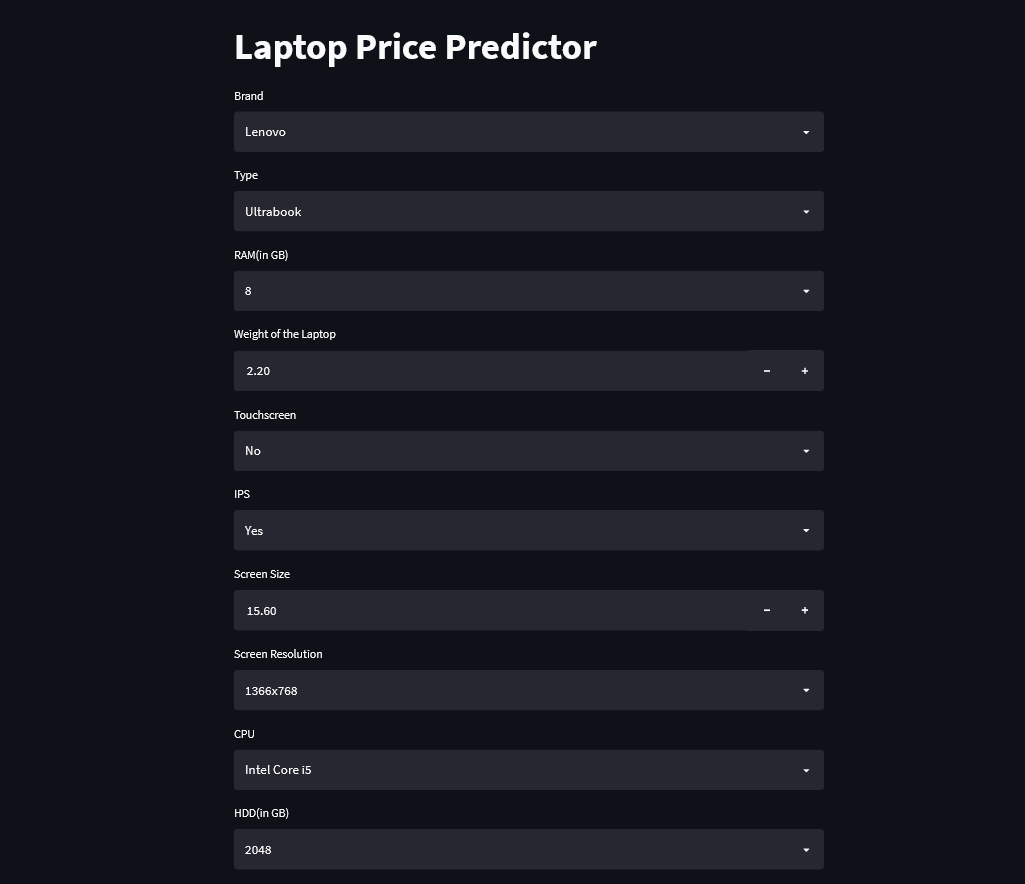 Laptop Price Predictor
Brand
Lenovo
Type
Ultrabook
RAM(in GB)
8
Weight of the Laptop
2.20
Touchscreen
No
IPS
Yes
Screen Size
15.60
Screen Resolution
1366x768
CPU
Intel Core i5
HDD(in GB)
2048